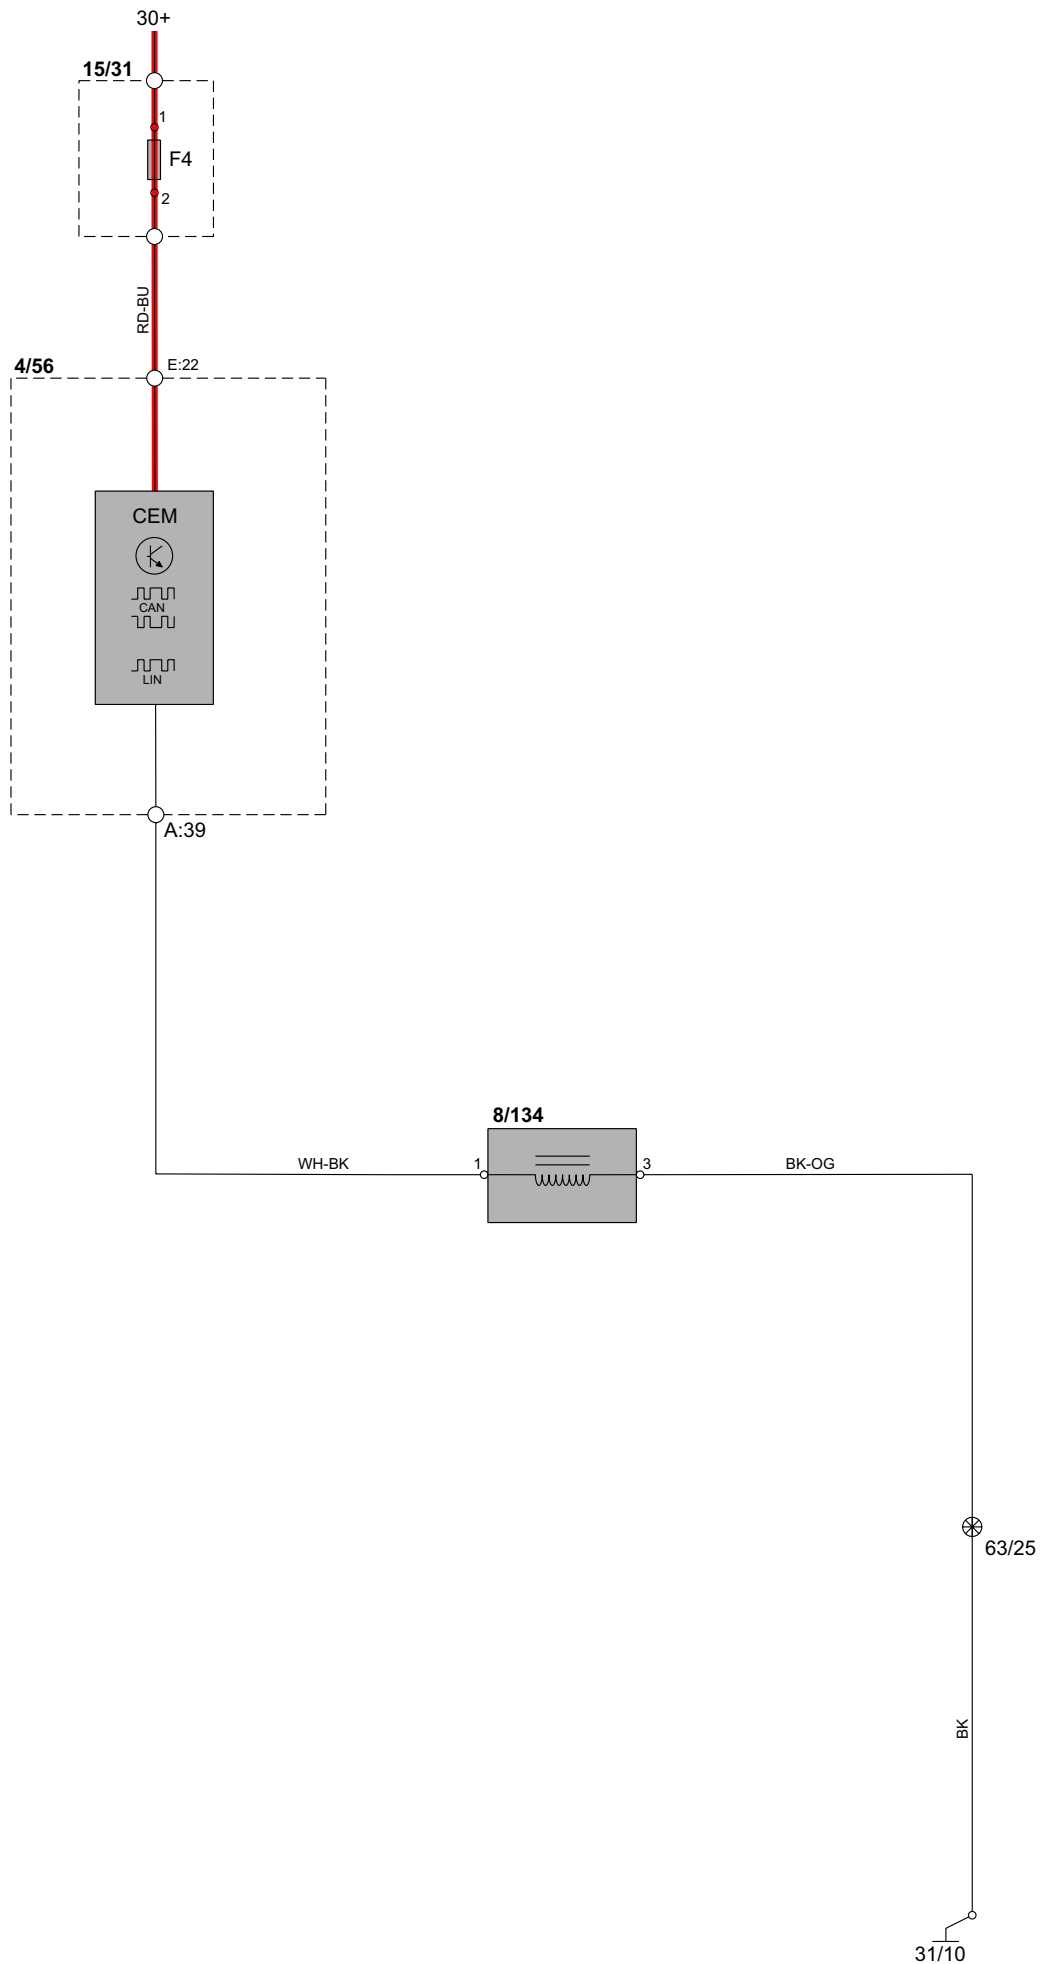 30+
15/31
1
F4
2
RD-BU
4/56
E:22
CEM
CAN
LIN
A:39
8/134
WH-BK
1
3
BK-OG
63/25
BK
31/10